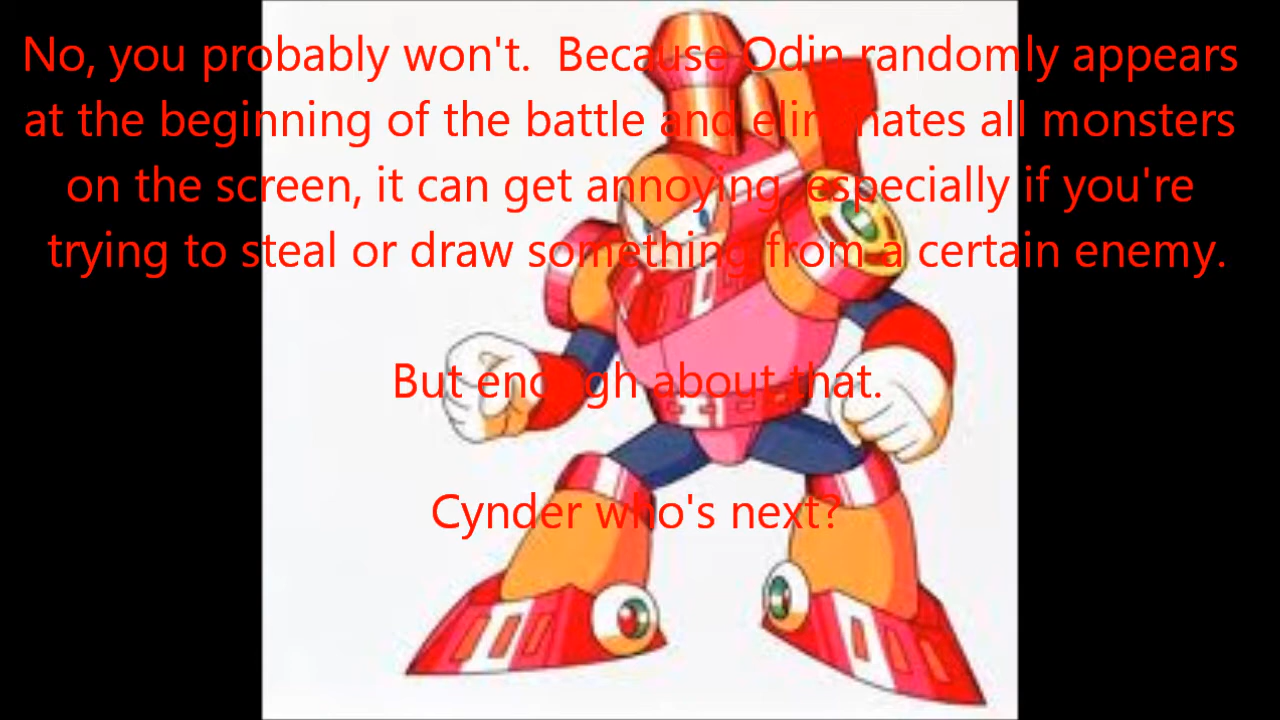 No, you probably won't.  Because Odin randomly appears
at the beginning of the battle and eliminates all monsters
on the screen, it can get annoying, especially if you're
trying to steal or draw something from a certain enemy.
But enough about that.
Cynder who's next?